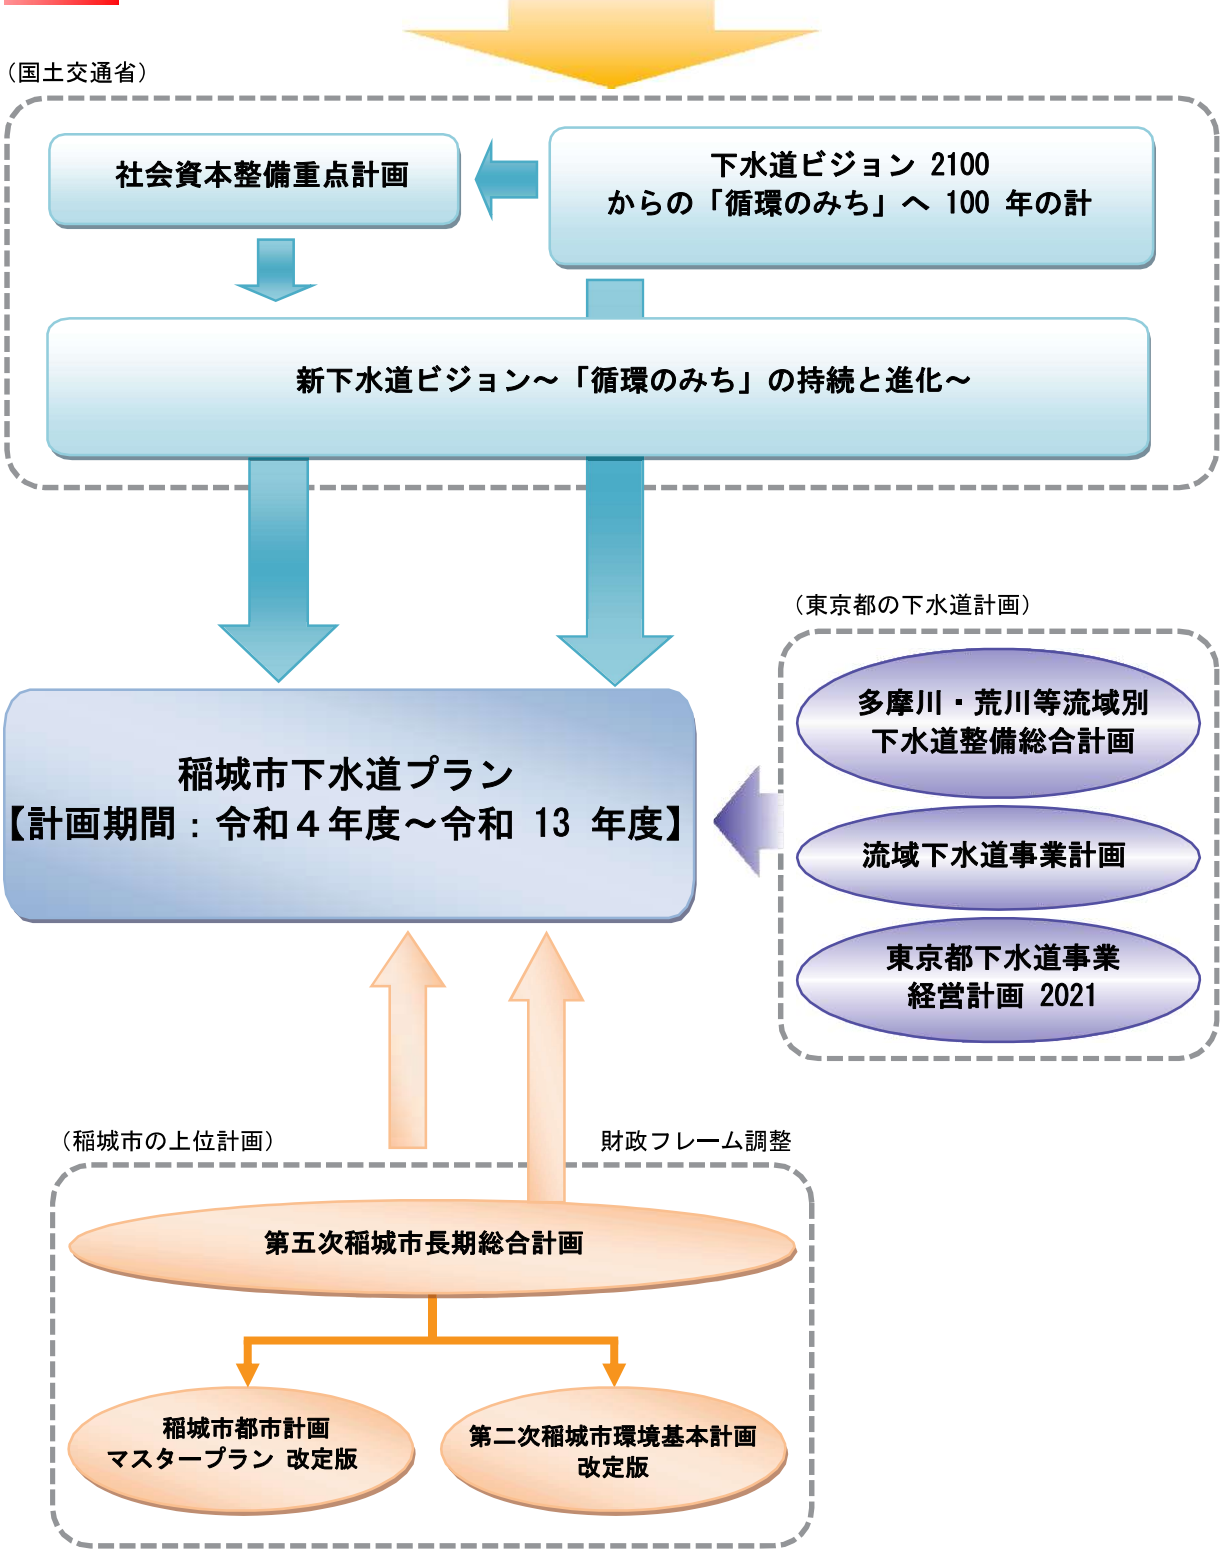 （国土交通省）
社会資本整備重点計画
下水道ビジョン 2100
からの「循環のみち」へ 100 年の計
新下水道ビジョン～「循環のみち」の持続と進化～
（東京都の下水道計画）
多摩川・荒川等流域別
下水道整備総合計画
稲城市下水道プラン
【計画期間：令和４年度～令和 13 年度】
流域下水道事業計画
東京都下水道事業
経営計画 2021
（稲城市の上位計画）
財政フレーム調整
第五次稲城市長期総合計画
稲城市都市計画
マスタープラン 改定版
第二次稲城市環境基本計画
改定版